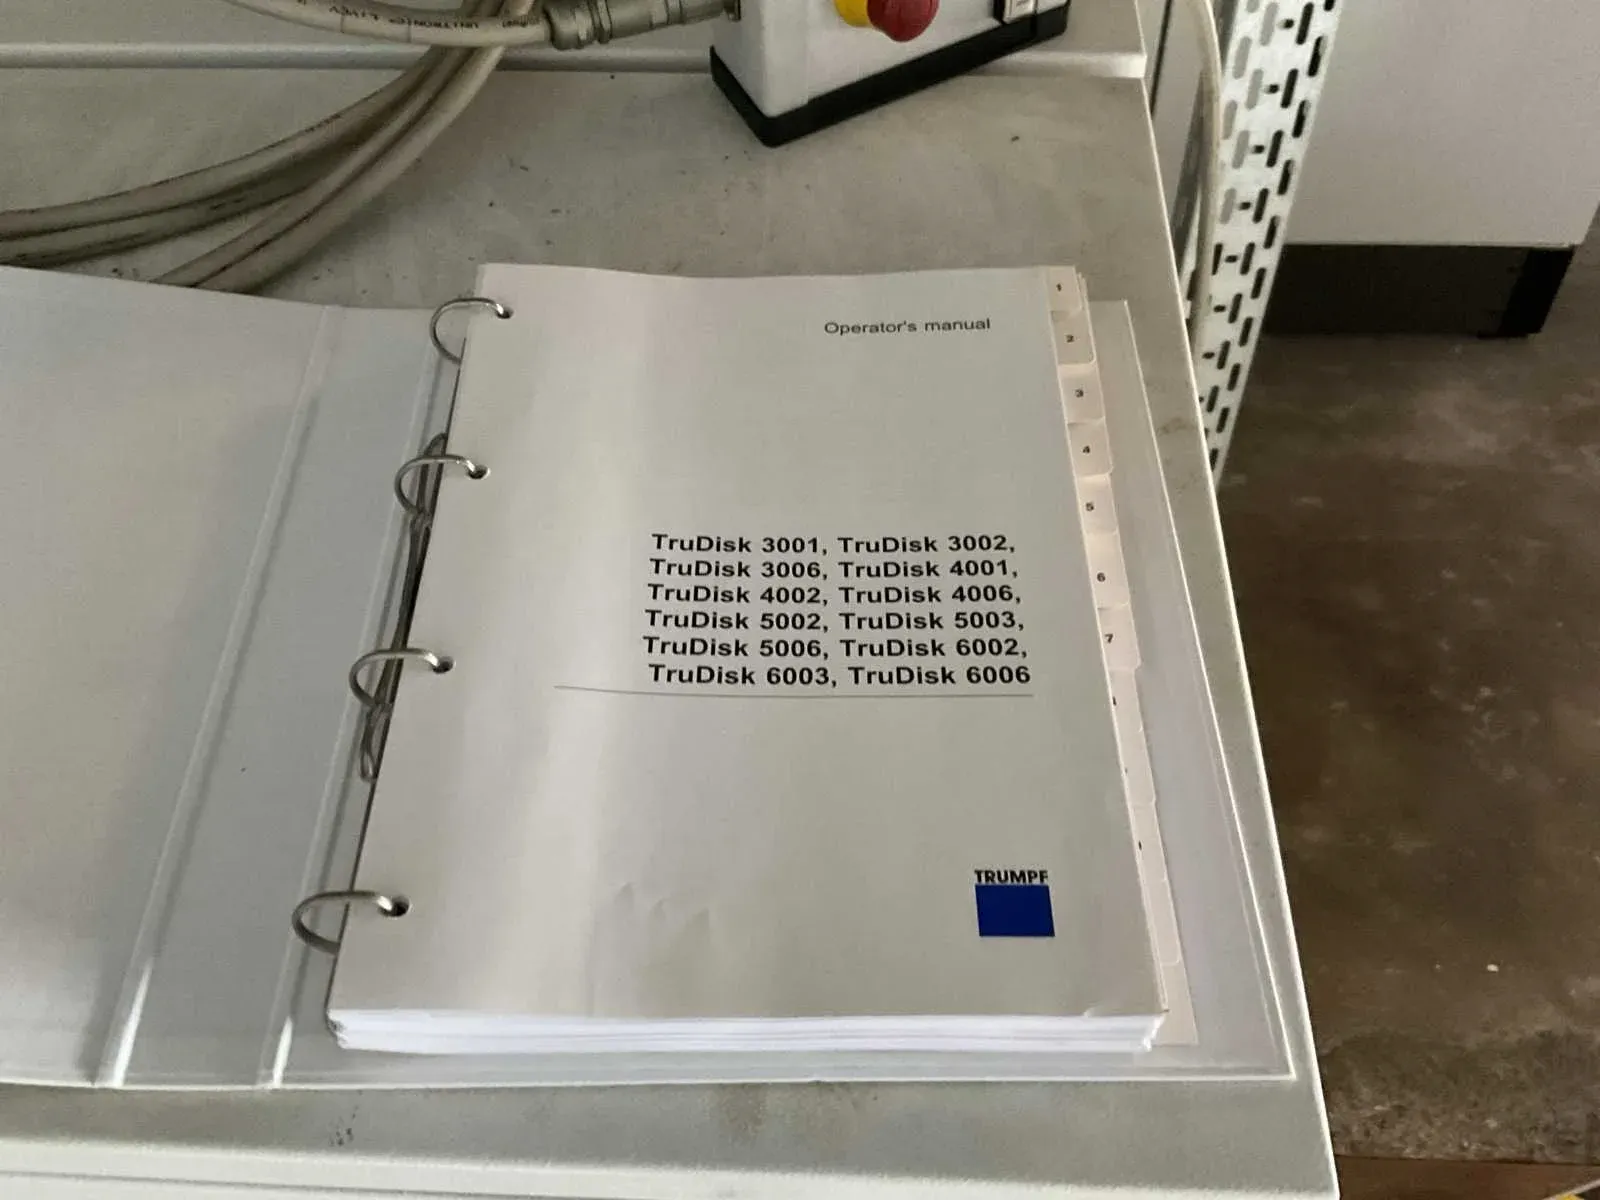 Operator's manual
1
2
3
4
5
6
7
TruDisk 3001, TruDisk 3002,
TruDisk 3006, TruDisk 4001,
TruDisk 4002, TruDisk 4006,
TruDisk 5002, TruDisk 5003,
TruDisk 5006, TruDisk 6002,
TruDisk 6003, TruDisk 6006
TRUMPF